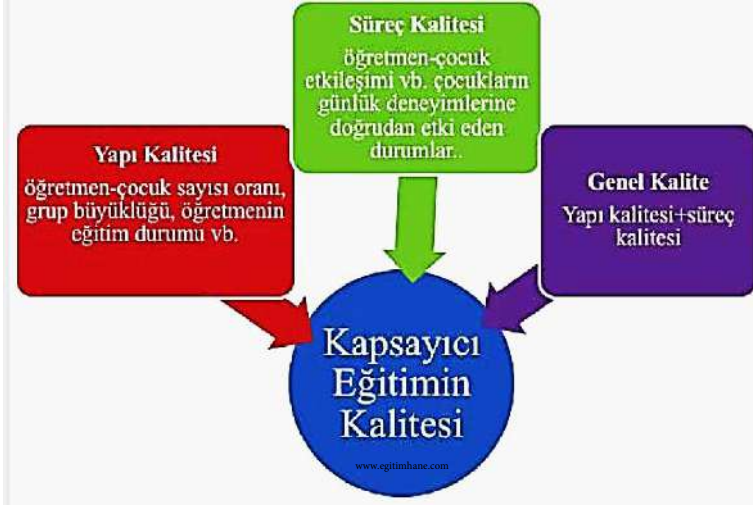 Süreç Kalitesi
öğretmen-çocuk
etkileşimi vb. çocukların
günlük deneyimlerine
doğrudan etki eden
durumlar..
Yapı Kalitesi
öğretmen-çocuk sayısı oranı,
grup büyüklüğü, öğretmenin
eğitim durumu vb.
Genel Kalite
Yapı kalitesi+süreç
kalitesi
Kapsayıcı
Eğitimin
Kalitesi
www.egitimhane.com